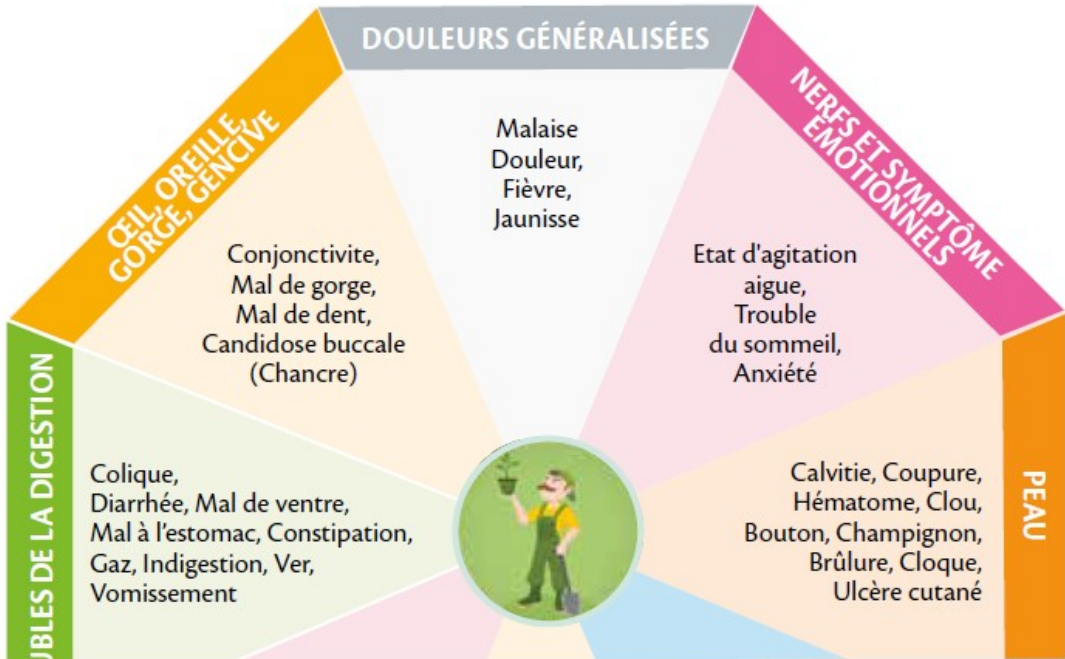 DOULEURS GÉNÉRALISÉES
Malaise
Douleur,
Fièvre,
Jaunisse
ŒIL, OREILLE,
GORGE, GENCIVE
Conjonctivite,
Mal de gorge,
Mal de dent,
Candidose buccale
(Chancre)
NERFS ET SYMPTÔME
ÉMOTIONNELS
Etat d'agitation
aigue,
Trouble
du sommeil,
Anxiété
UBLES DE LA DIGESTION
Colique,
Diarrhée, Mal de ventre,
Mal à l'estomac, Constipation,
Gaz, Indigestion, Ver,
Vomissement
PEAU
Calvitie, Coupure,
Hématome, Clou,
Bouton, Champignon,
Brûlure, Cloque,
Ulcère cutané